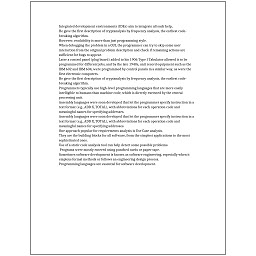 Integrated development environments (IDEs) aim to integrate all such help.
He gave the first description of cryptanalysis by frequency analysis, the earliest code-
breaking algorithm.
However, readability is more than just programming style.
When debugging the problem in a GUI, the programmer can try to skip some user
interaction from the original problem description and check if remaining actions are
sufficient for bugs to appear.
Later a control panel (plug board) added to his 1906 Type I Tabulator allowed it to be
programmed for different jobs, and by the late 1940s, unit record equipment such as the
IBM 602 and IBM 604, were programmed by control panels in a similar way, as were the
first electronic computers.
He gave the first description of cryptanalysis by frequency analysis, the earliest code-
breaking algorithm.
Programmers typically use high-level programming languages that are more easily
intelligible to humans than machine code, which is directly executed by the central
processing unit.
Assembly languages were soon developed that let the programmer specify instruction in a
text format (e.g., ADD X, TOTAL), with abbreviations for each operation code and
meaningful names for specifying addresses.
Assembly languages were soon developed that let the programmer specify instruction in a
text format (e.g., ADD X, TOTAL), with abbreviations for each operation code and
meaningful names for specifying addresses.
One approach popular for requirements analysis is Use Case analysis.
They are the building blocks for all software, from the simplest applications to the most
sophisticated ones.
Use of a static code analysis tool can help detect some possible problems.
Programs were mostly entered using punched cards or paper tape.
Sometimes software development is known as software engineering, especially when it
employs formal methods or follows an engineering design process.
Programming languages are essential for software development.